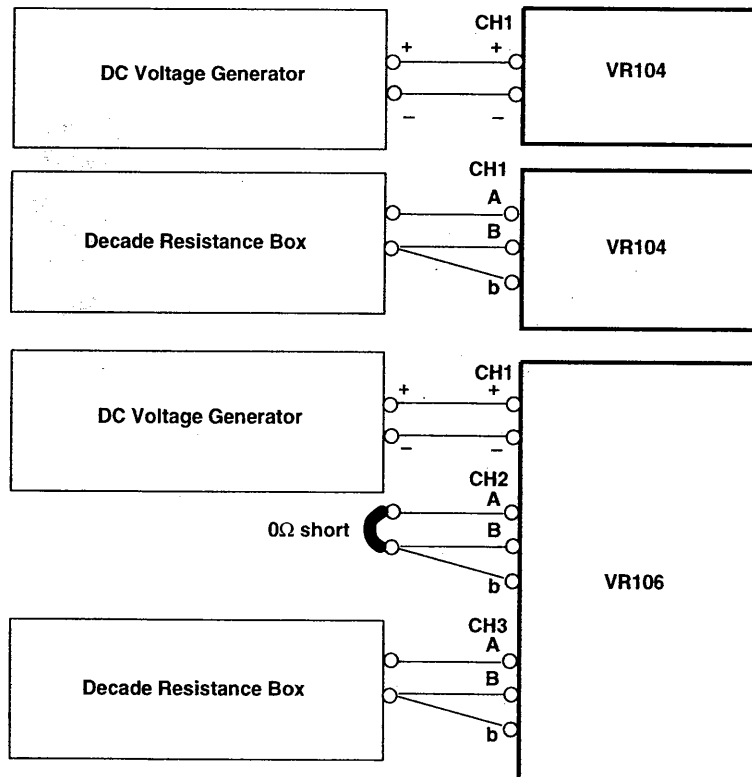 CH1
DC Voltage Generator
+ +
VR104
– –
CH1
A
Decade Resistance Box
B
VR104
b
CH1
DC Voltage Generator
+ +
– –
CH2
A
0Ω short
B
b
VR106
CH3
A
Decade Resistance Box
B
b